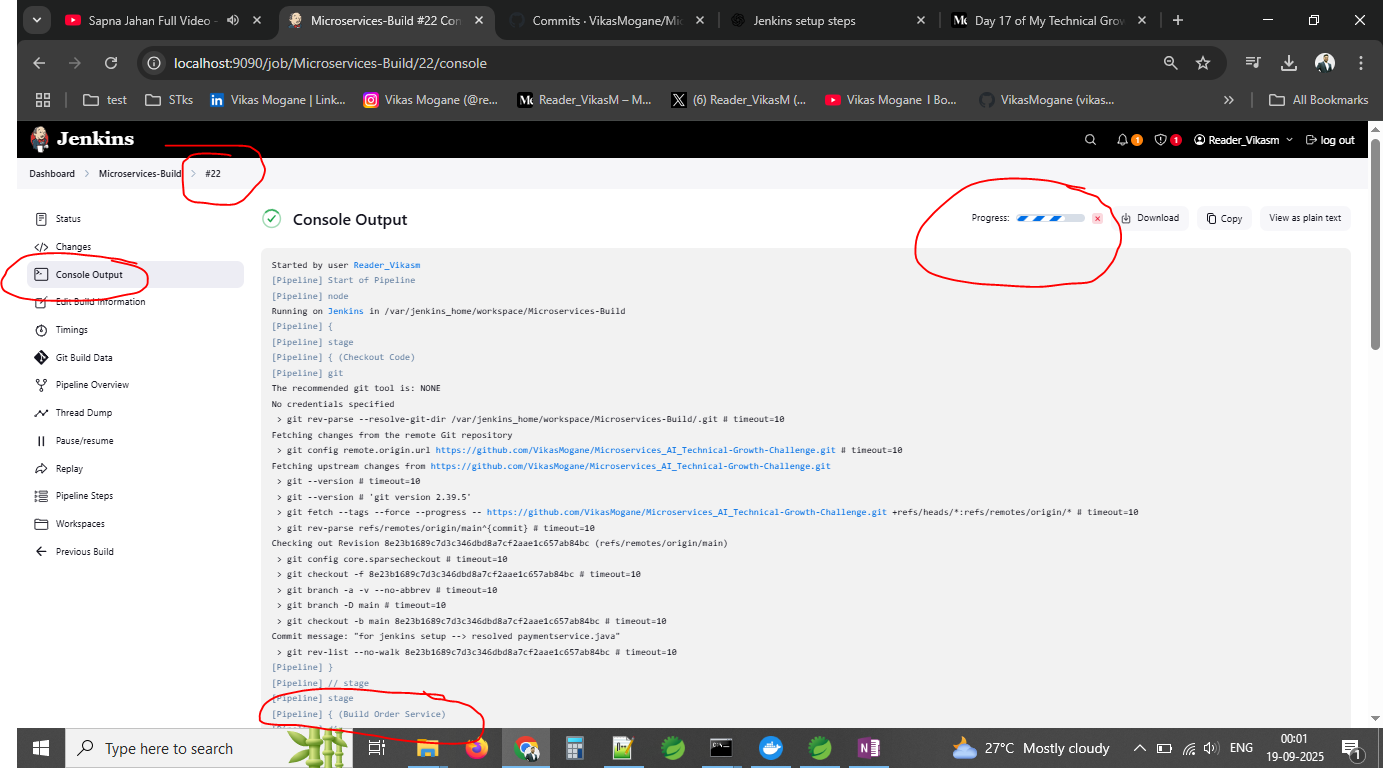 Sapna Jahan Full Video -
Microservices-Build #22 Con
Commits · VikasMogane/Mic
Jenkins setup steps
Day 17 of My Technical Grow
localhost:9090/job/Microservices-Build/22/console
test
STks
Vikas Mogane | Link...
Vikas Mogane (@re...
Reader_VikasM – M...
(6) Reader_VikasM (...
Vikas Mogane I Bo...
VikasMogane (vikas...
All Bookmarks
Jenkins
1
1
Reader_Vikasm
log out
Dashboard > Microservices-Build > #22
Status
Changes
Console Output
Edit Build Information
Timings
Git Build Data
Pipeline Overview
Thread Dump
Pause/resume
Replay
Pipeline Steps
Workspaces
Previous Build
Console Output
Progress:
Download
Copy
View as plain text
Started by user Reader_Vikasm
[Pipeline] Start of Pipeline
[Pipeline] node
Running on Jenkins in /var/jenkins_home/workspace/Microservices-Build
[Pipeline] {
[Pipeline] stage
[Pipeline] { (Checkout Code)
[Pipeline] git
The recommended git tool is: NONE
No credentials specified
> git rev-parse --resolve-git-dir /var/jenkins_home/workspace/Microservices-Build/.git # timeout=10
Fetching changes from the remote Git repository
> git config remote.origin.url https://github.com/VikasMogane/Microservices_AI_Technical-Growth-Challenge.git # timeout=10
Fetching upstream changes from https://github.com/VikasMogane/Microservices_AI_Technical-Growth-Challenge.git
> git --version # timeout=10
> git --version # 'git version 2.39.5'
> git fetch --tags --force --progress -- https://github.com/VikasMogane/Microservices_AI_Technical-Growth-Challenge.git +refs/heads/*:refs/remotes/origin/* # timeout=10
> git rev-parse refs/remotes/origin/main^{commit} # timeout=10
Checking out Revision 8e23b1689c7d3c346dbd8a7cf2aae1c657ab84bc (refs/remotes/origin/main)
> git config core.sparsecheckout # timeout=10
> git checkout -f 8e23b1689c7d3c346dbd8a7cf2aae1c657ab84bc # timeout=10
> git branch -a -v --no-abbrev # timeout=10
> git branch -D main # timeout=10
> git checkout -b main 8e23b1689c7d3c346dbd8a7cf2aae1c657ab84bc # timeout=10
Commit message: "for jenkins setup --> resolved paymentservice.java"
> git rev-list --no-walk 8e23b1689c7d3c346dbd8a7cf2aae1c657ab84bc # timeout=10
[Pipeline] }
[Pipeline] // stage
[Pipeline] stage
[Pipeline] { (Build Order Service)
Type here to search
27°C Mostly cloudy
ENG
00:01
19-09-2025
1